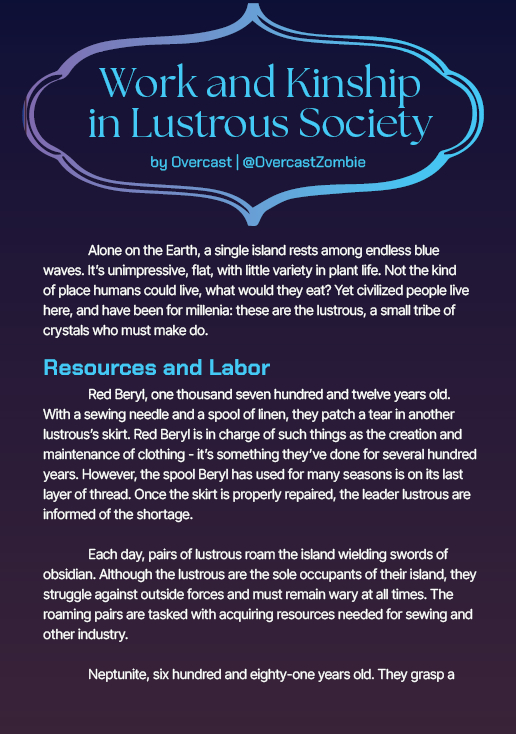 Work and Kinship
in Lustrous Society
by Overcast | @OvercastZombie
Alone on the Earth, a single island rests among endless blue
waves. It's unimpressive, flat, with little variety in plant life. Not the kind
of place humans could live, what would they eat? Yet civilized people live
here, and have been for millenia: these are the lustrous, a small tribe of
crystals who must make do.
Resources and Labor
Red Beryl, one thousand seven hundred and twelve years old.
With a sewing needle and a spool of linen, they patch a tear in another
lustrous's skirt. Red Beryl is in charge of such things as the creation and
maintenance of clothing - it's something they've done for several hundred
years. However, the spool Beryl has used for many seasons is on its last
layer of thread. Once the skirt is properly repaired, the leader lustrous are
informed of the shortage.
Each day, pairs of lustrous roam the island wielding swords of
obsidian. Although the lustrous are the sole occupants of their island, they
struggle against outside forces and must remain wary at all times. The
roaming pairs are tasked with acquiring resources needed for sewing and
other industry.
Neptunite, six hundred and eighty-one years old. They grasp a